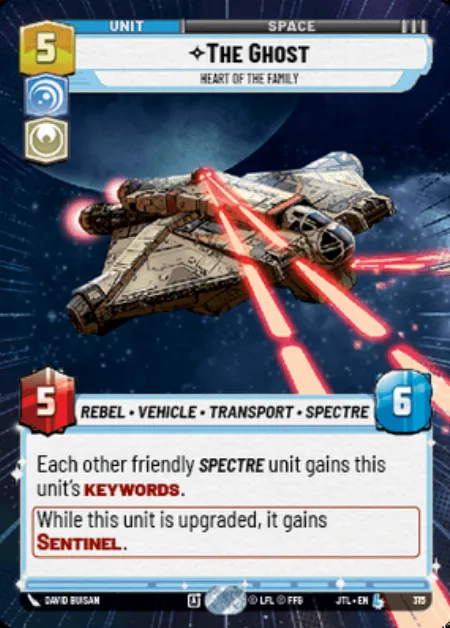 UNIT
SPACE
5
THE GHOST
HEART OF THE FAMILY
5
REBEL • VEHICLE • TRANSPORT • SPECTRE
6
Each other friendly SPECTRE unit gains this
unit's KEYWORDS.
While this unit is upgraded, it gains
SENTINEL.
DAVID BUISAN
© LFL © FFG
JTL • EN